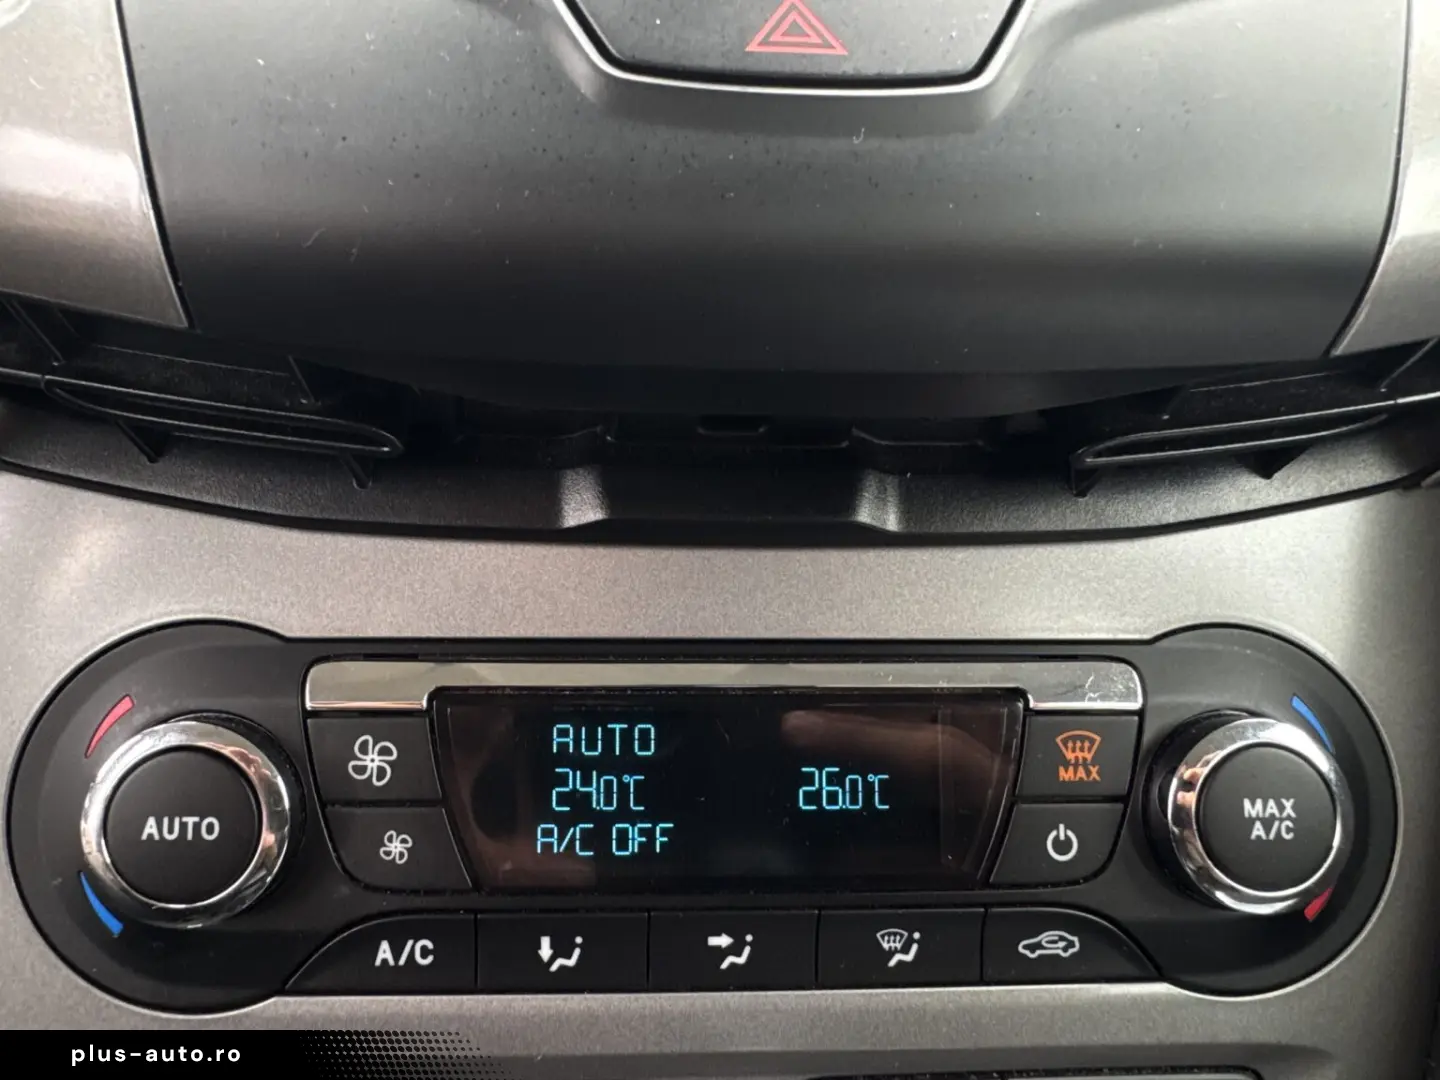 AUTO
24.0°C 26.0°C
A/C OFF
MAX
AUTO
MAX
A/C
A/C
plus-auto.ro